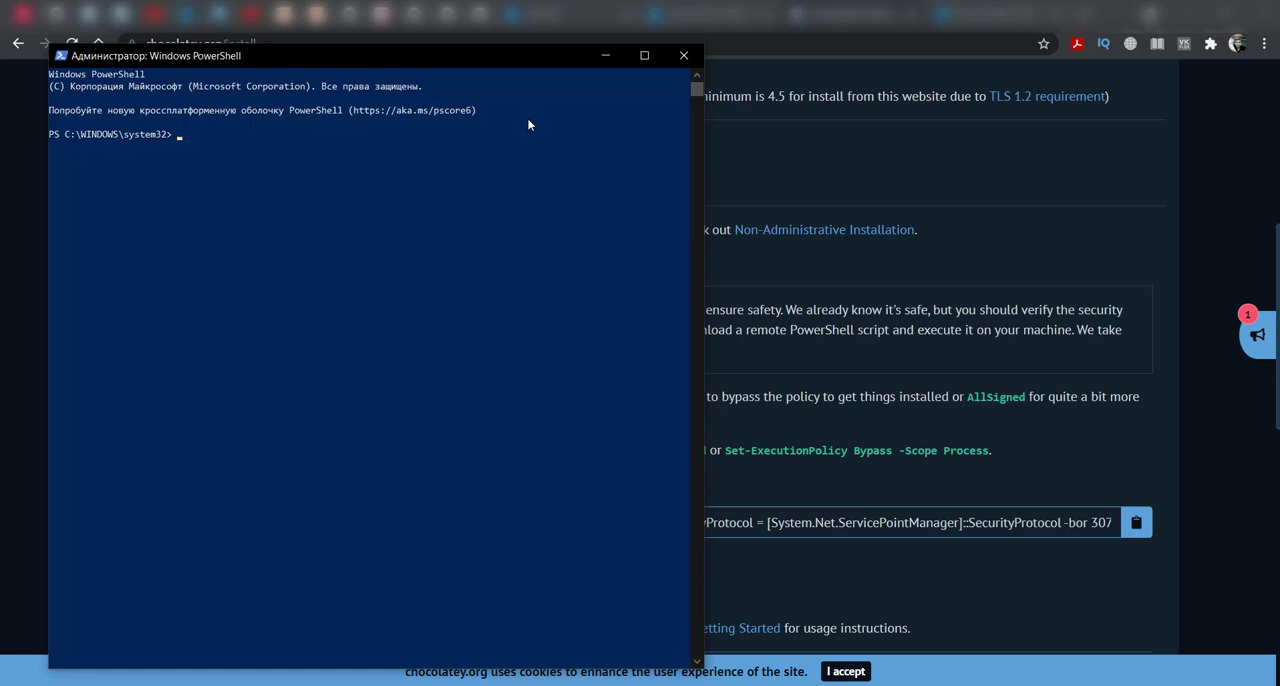 Администратор: Windows PowerShell
Windows PowerShell
(C) Корпорация Майкрософт (Microsoft Corporation). Все права защищены.
Попробуйте новую кроссплатформенную оболочку PowerShell (https://aka.ms/pscore6)
PS C:\WINDOWS\system32>
inimum is 4.5 for install from this website due to TLS 1.2 requirement)
k out Non-Administrative Installation.
ensure safety. We already know it's safe, but you should verify the security
load a remote PowerShell script and execute it on your machine. We take
to bypass the policy to get things installed or AllSigned for quite a bit more
or Set-ExecutionPolicy Bypass -Scope Process.
yProtocol = [System.Net.ServicePointManager]::SecurityProtocol -bor 307
etting Started for usage instructions.
1
IQ
chocolatey.org uses cookies to enhance the user experience of the site.
I accept